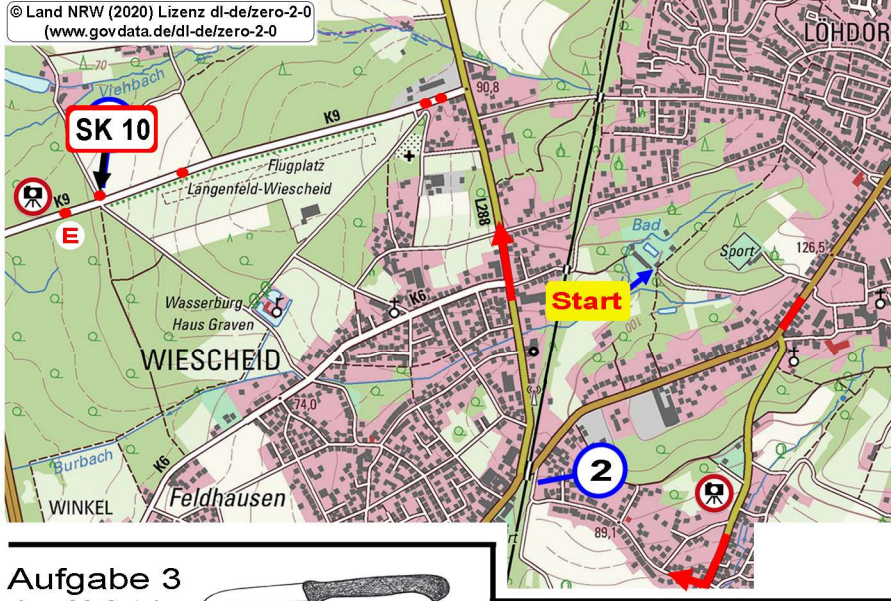 © Land NRW (2020) Lizenz dl-de/zero-2-0
(www.govdata.de/dl-de/zero-2-0
LÖHDOR
70
Viehbach
90,8
K9
SK 10
Flugplatz
Langenfeld-Wiescheid
K9
E
L288
Bad
Sport
126,5
Wasserburg
Haus Graven
K6
Start
100
WIESCHEID
74,0
Burbach
K6
2
WINKEL
Feldhausen
89,1
Aufgabe 3